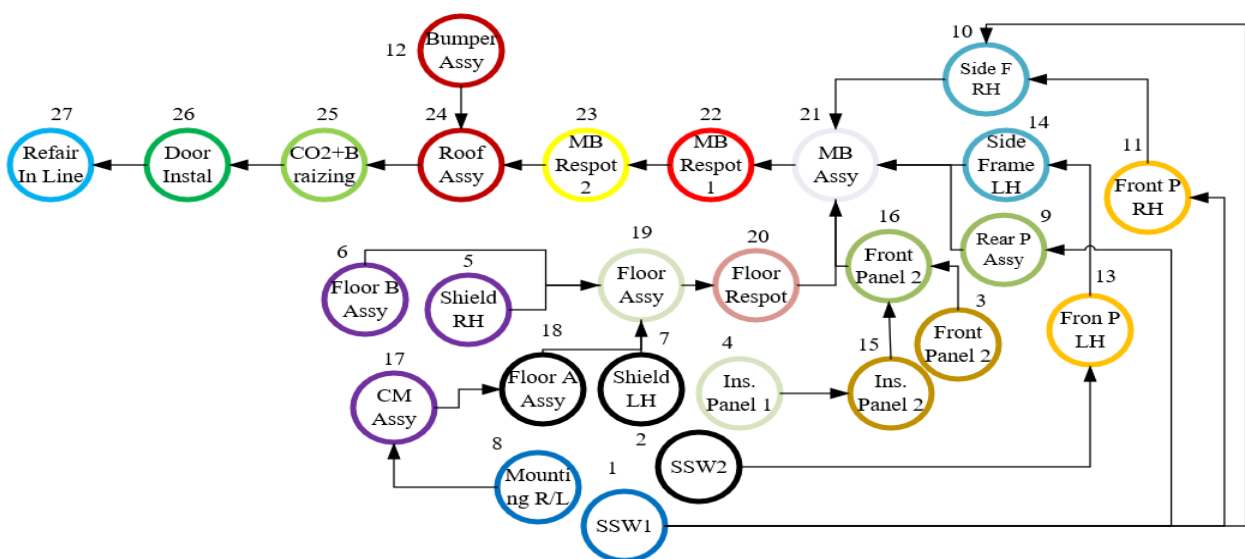 12
Bumper
Assy
10
Side F
RH
27
Refair
In Line
26
Door
Instal
25
CO2+B
raizing
24
Roof
Assy
23
MB
Respot
2
22
MB
Respot
1
21
MB
Assy
14
Side
Frame
LH
11
Front P
RH
6
Floor B
Assy
5
Shield
RH
19
Floor
Assy
20
Floor
Respot
16
Front
Panel 2
9
Rear P
Assy
17
CM
Assy
18
Floor A
Assy
7
Shield
LH
4
Ins.
Panel 1
15
Ins.
Panel 2
3
Front
Panel 2
13
Fron P
LH
8
Mounti
ng R/L
1
SSW1
2
SSW2